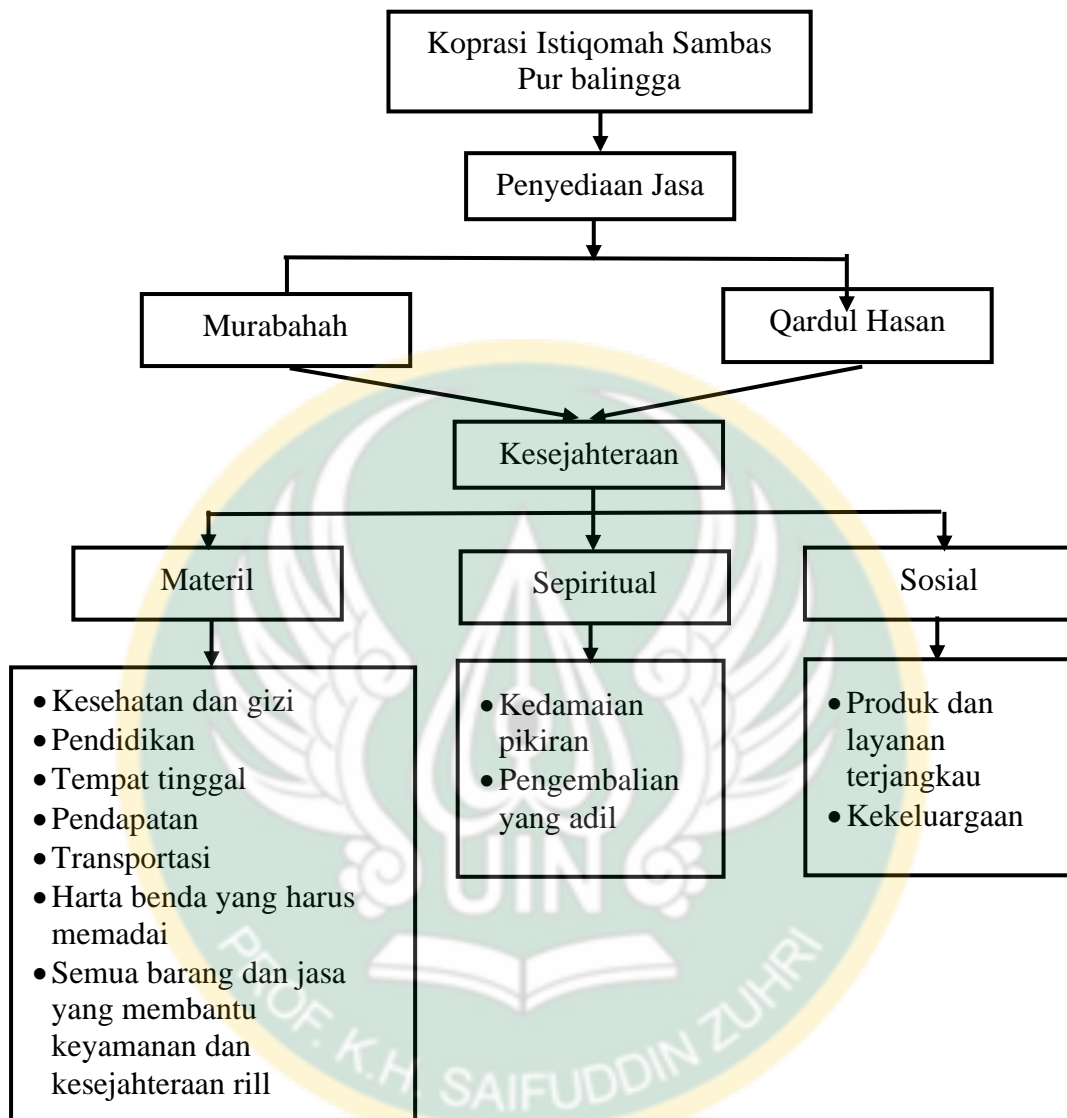 Koprasi Istiqomah Sambas
Pur balingga
Penyediaan Jasa
Murabahah
Qardul Hasan
Kesejahteraan
Materil
Sepiritual
Sosial
• Kesehatan dan gizi
• Pendidikan
• Tempat tinggal
• Pendapatan
• Transportasi
• Harta benda yang harus
memadai
• Semua barang dan jasa
yang membantu
keyamanan dan
kesejahteraan rill
• Kedamaian
pikiran
• Pengembalian
yang adil
• Produk dan
layanan
terjangkau
• Kekeluargaan
UIN
PROF. K.H. SAIFUDDIN ZUHRI